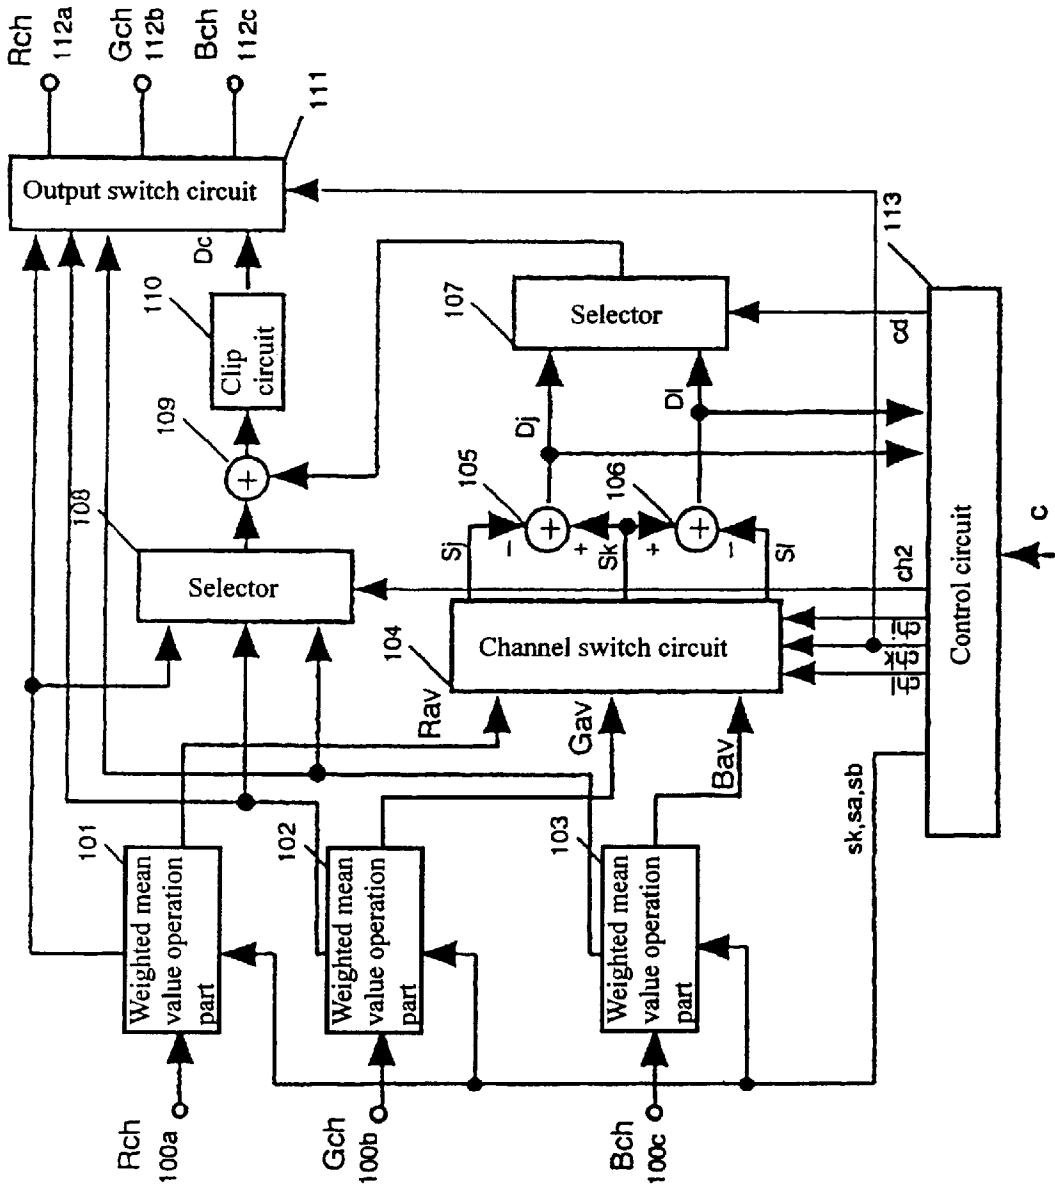 Rch
112a
Gch
112b
Bch
112c
111
Output switch circuit
Dc
110
Clip
circuit
109
108
Selector
107
Selector
cd
113
Dj
Dl
105
106
+
+
+
Sj
−
+
Sk
+
−
Sl
104
Channel switch circuit
ch2
chj
chk
chl
Control circuit
C
Rav
Gav
Bav
sk,sa,sb
101
Weighted mean
value operation
part
102
Weighted mean
value operation
part
103
Weighted mean
value operation
part
Rch
100a
Gch
100b
Bch
100c